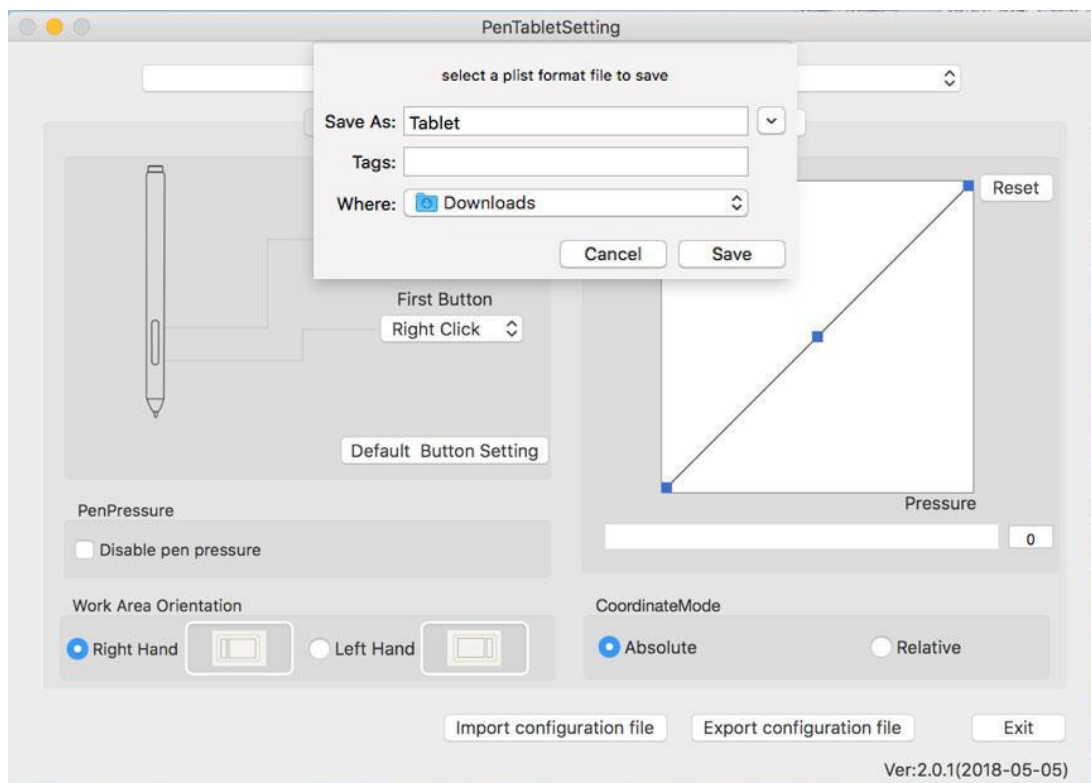 PenTabletSetting
select a plist format file to save
Save As: Tablet
Tags:
Where: Downloads
Cancel Save
Reset
First Button
Right Click
Default  Button Setting
Pressure
0
PenPressure
Disable pen pressure
Work Area Orientation
Right Hand Left Hand
CoordinateMode
Absolute Relative
Import configuration file Export configuration file Exit
Ver:2.0.1(2018-05-05)